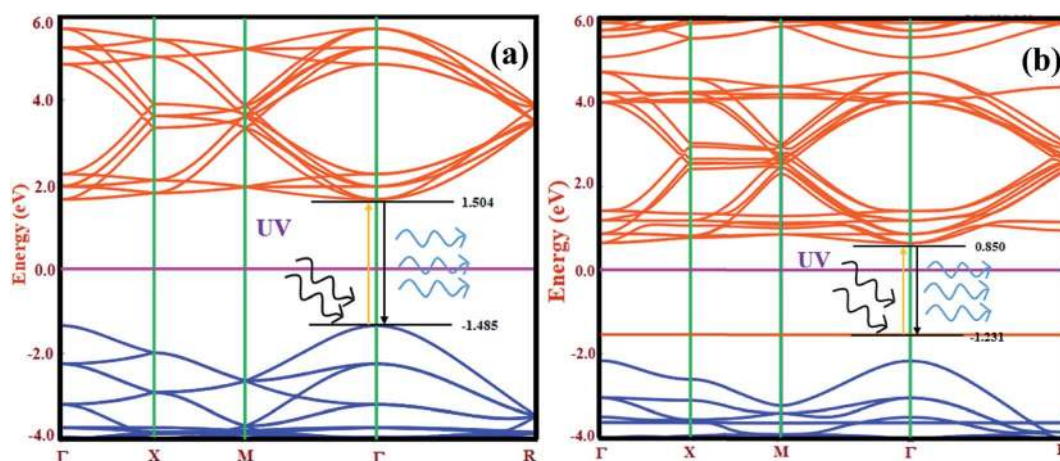 (a)
6.0
4.0
2.0
0.0
-2.0
-4.0
Energy (eV)
UV
1.504
-1.485
Γ X M Γ R
(b)
6.0
4.0
2.0
0.0
-2.0
-4.0
Energy (eV)
UV
0.850
-1.231
Γ X M Γ